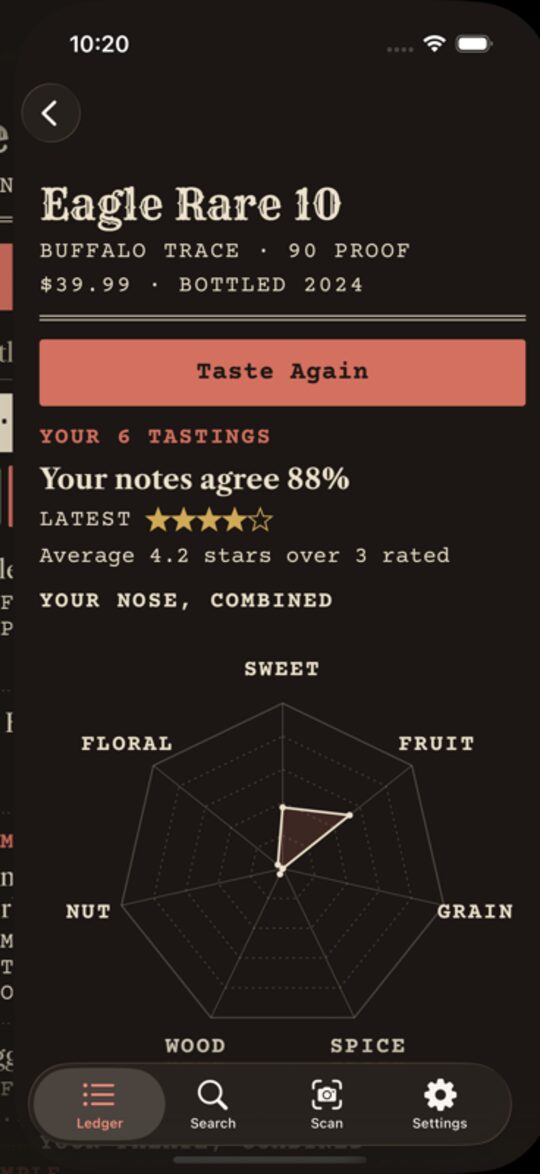 10:20
Eagle Rare 10
BUFFALO TRACE · 90 PROOF
$39.99 · BOTTLED 2024
Taste Again
YOUR 6 TASTINGS
Your notes agree 88%
LATEST ★★★★☆
Average 4.2 stars over 3 rated
YOUR NOSE, COMBINED
SWEET
FLORAL
FRUIT
NUT
GRAIN
WOOD
SPICE
Ledger
Search
Scan
Settings